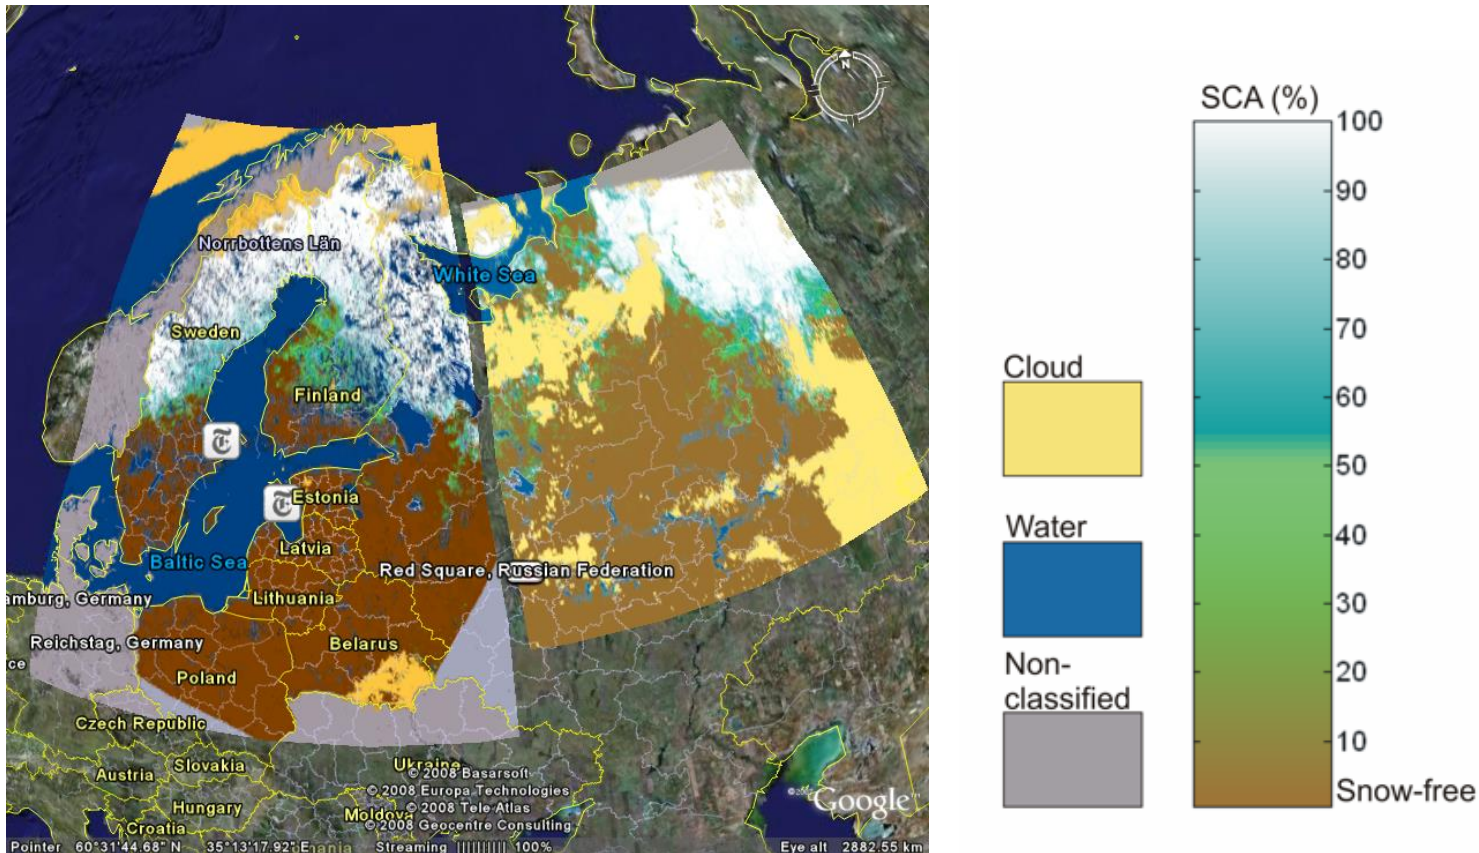 N
Norrbottens Län
White Sea
Sweden
Finland
Estonia
Latvia
Baltic Sea
Red Square, Russian Federation
amburg, Germany
Lithuania
Reichstag, Germany
Belarus
ce
Poland
Czech Republic
Slovakia
Ukraine
Austria
© 2008 Basarsoft
© 2008 Europa Technologies
Hungary
Moldova
© 2008 Tele Atlas
© 2008 Geocentre Consulting
Croatia
Google
Pointer 60°31'44.68" N 35°13'17.92" E
Streaming |||||||||| 100%
Eye alt 2882.55 km
SCA (%)
100
90
80
70
60
50
40
30
20
10
Snow-free
Cloud
Water
Non-
classified